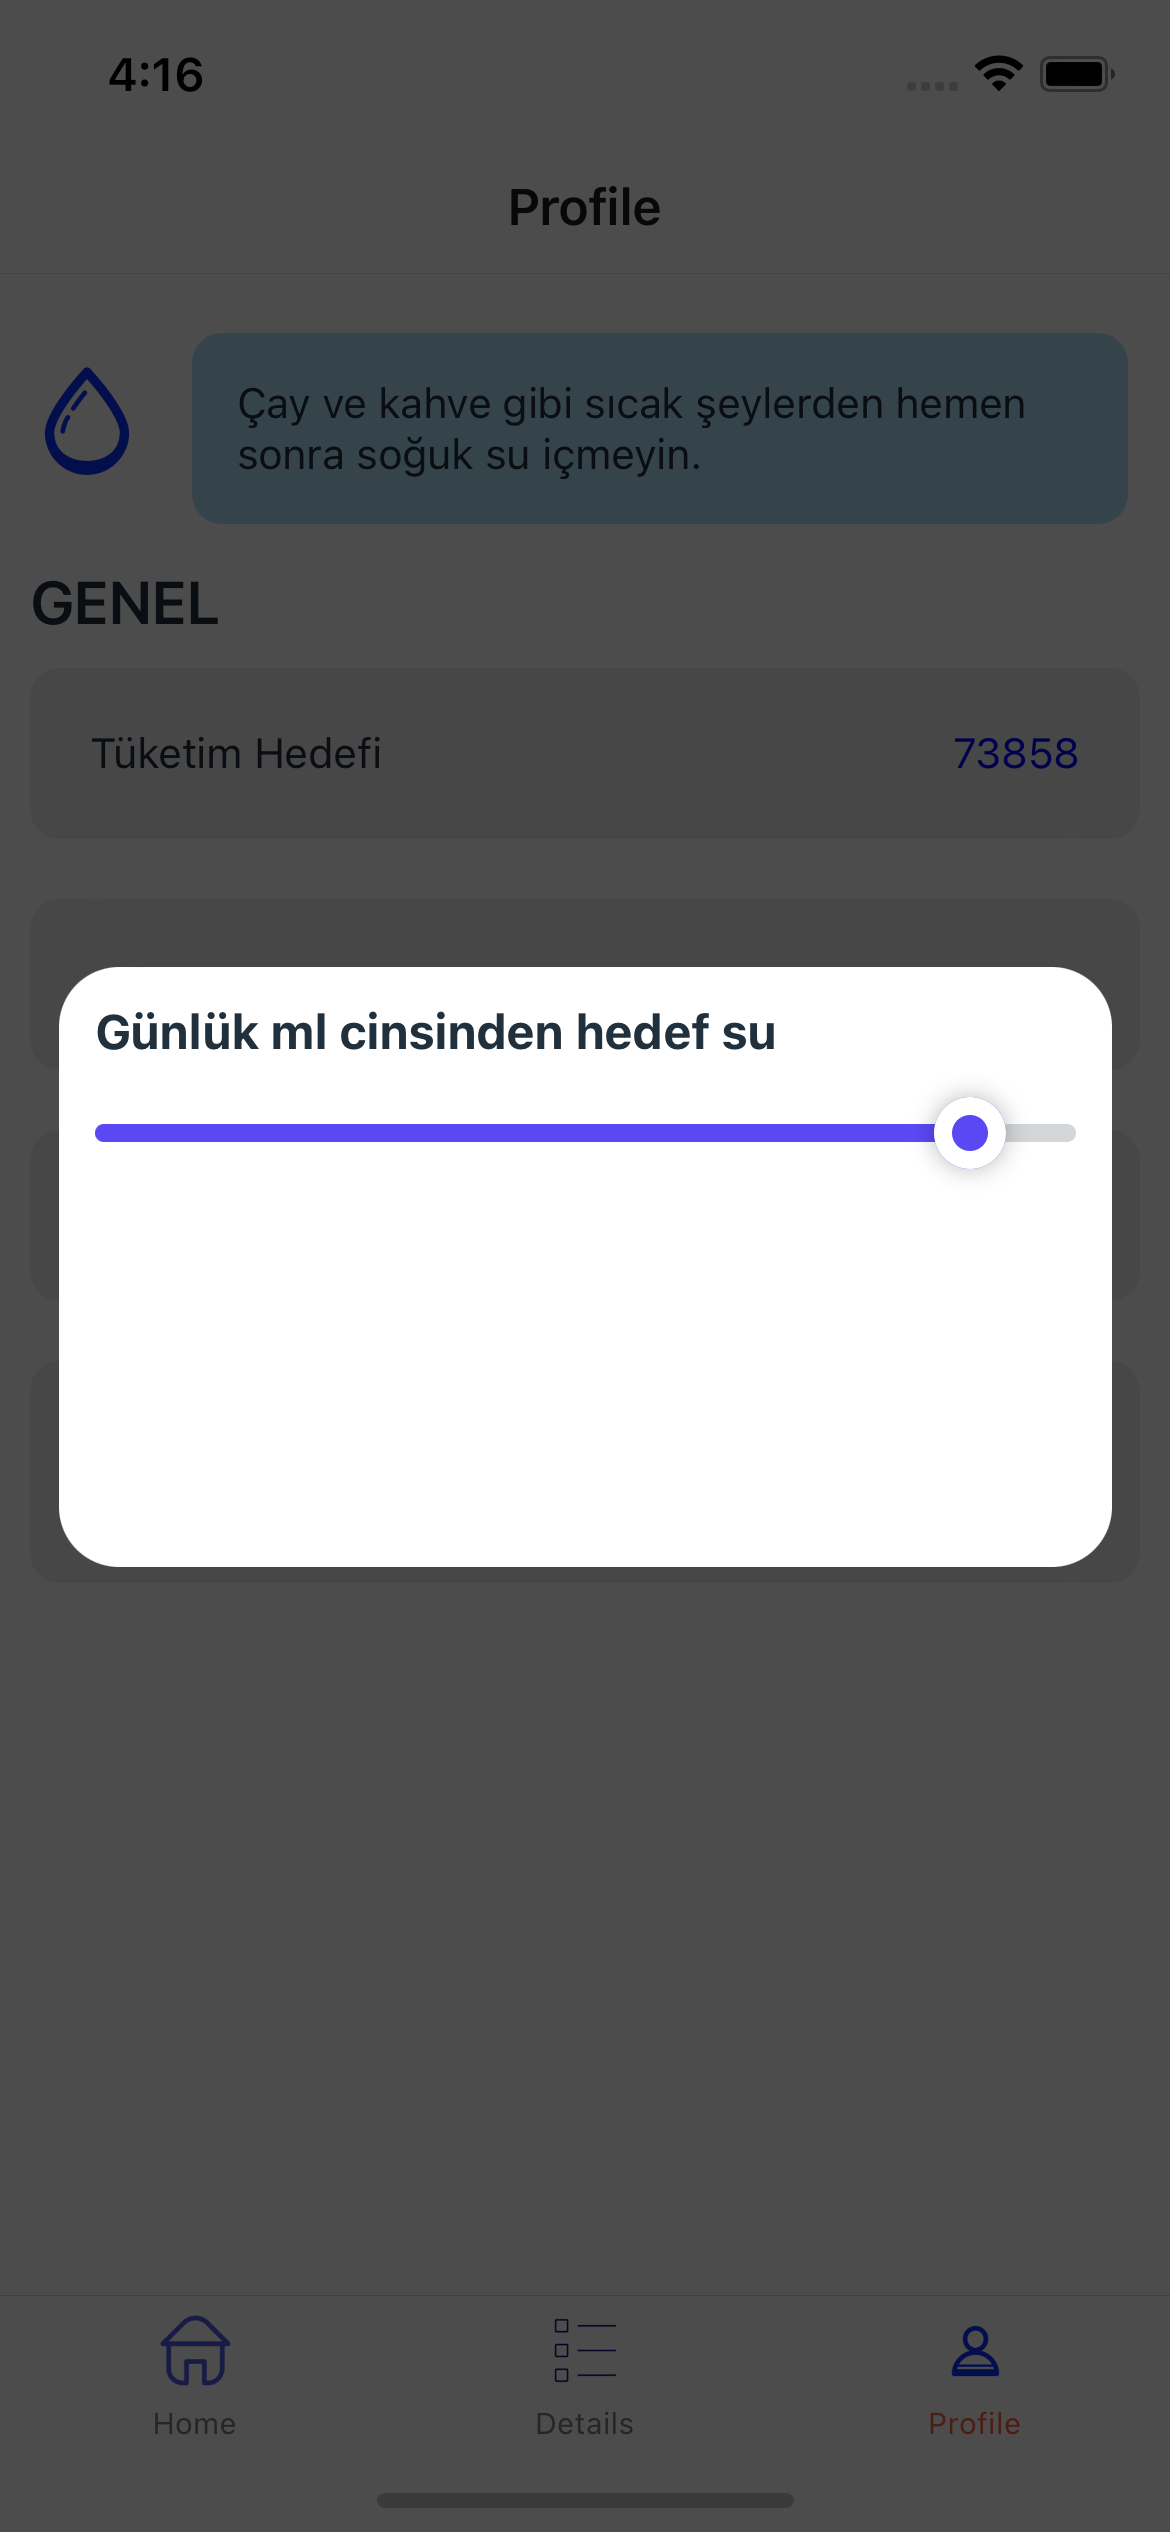 4:16
Profile
Çay ve kahve gibi sıcak şeylerden hemen
sonra soğuk su içmeyin.
GENEL
Tüketim Hedefi
73858
Günlük ml cinsinden hedef su
Home
Details
Profile